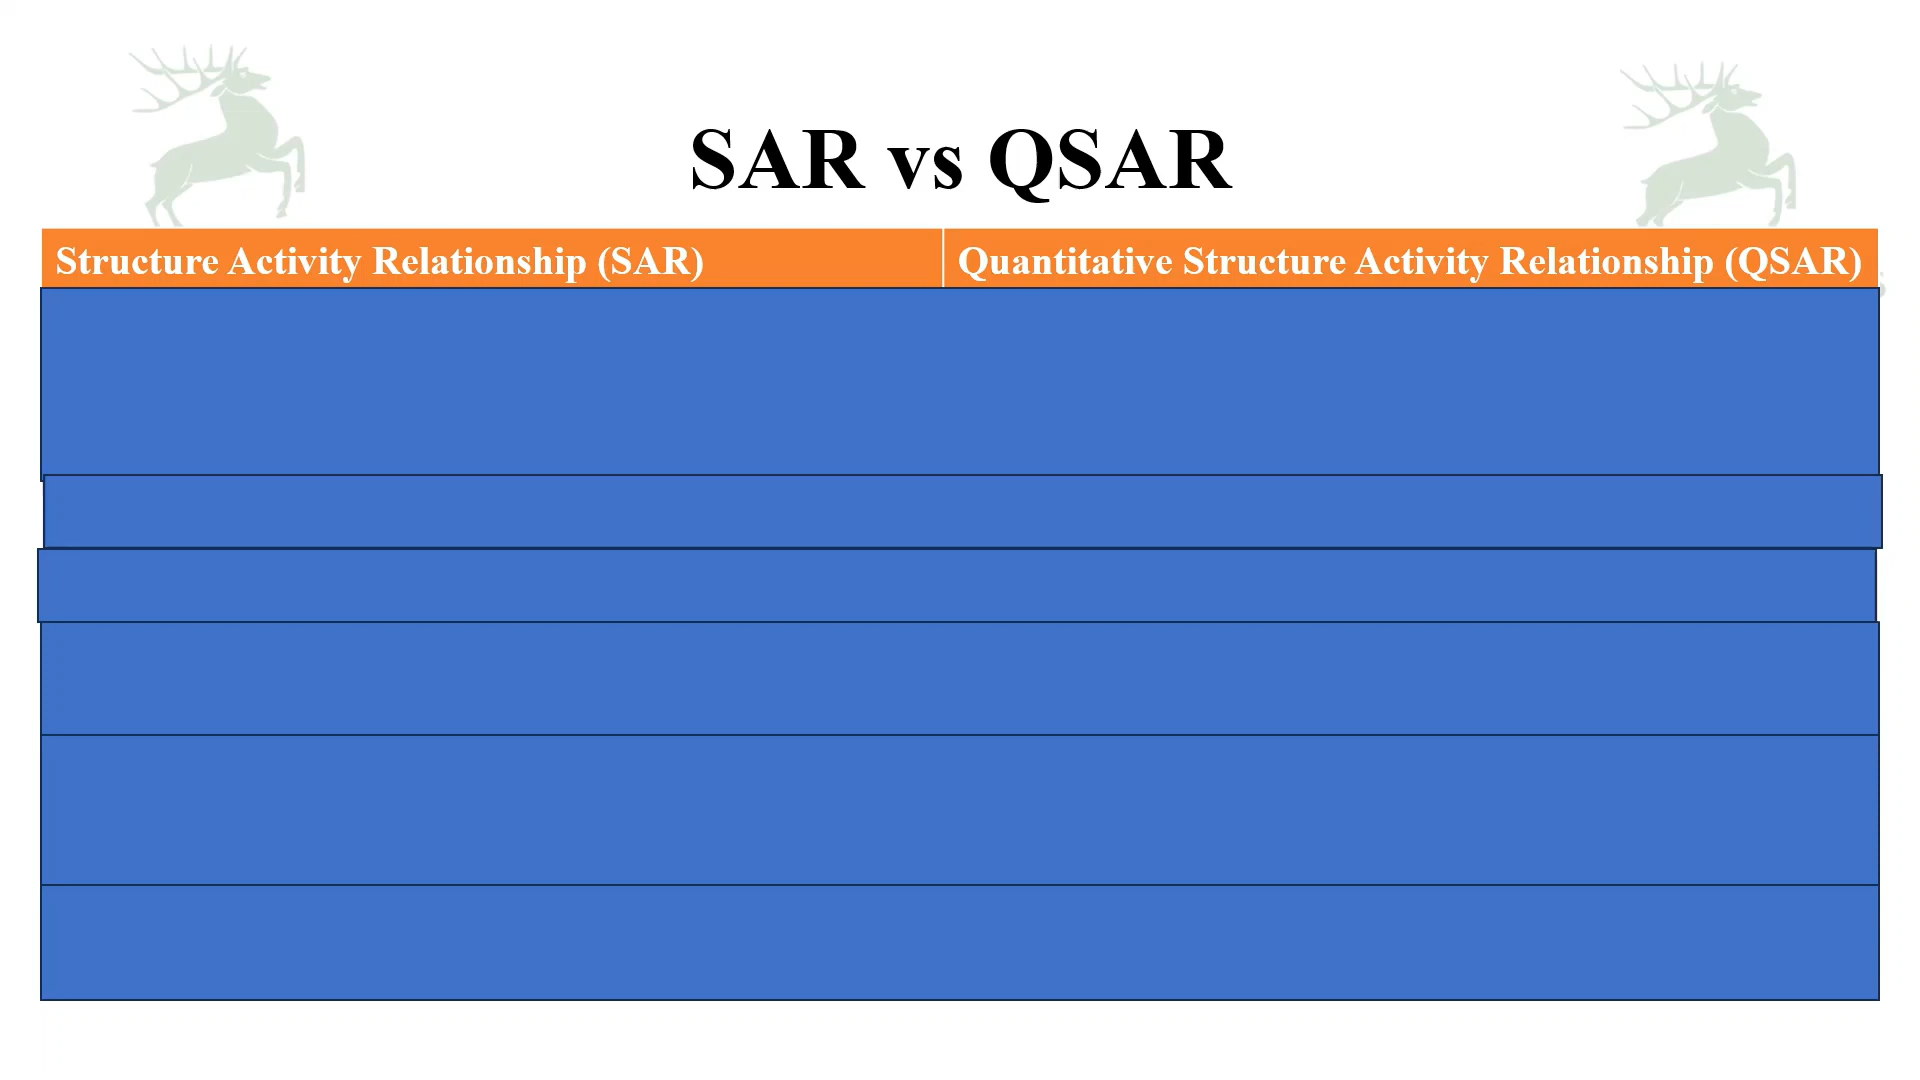 SAR vs QSAR
Structure Activity Relationship (SAR)
Quantitative Structure Activity Relationship (QSAR)